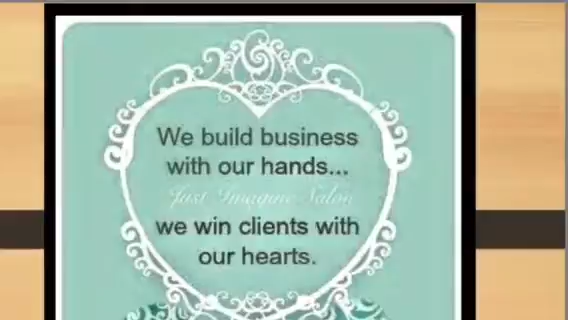 We build business
with our hands...
Just Imagine Salon
we win clients with
our hearts.